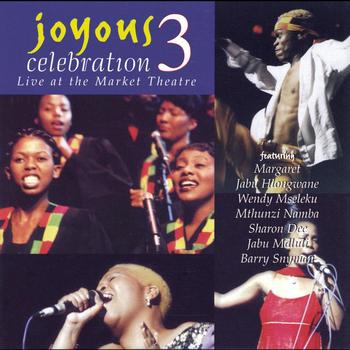 joyous
celebration 3
Live at the Market Theatre
featuring
Margaret
Jabu Hlongwane
Wendy Mseleku
Mthunzi Namba
Sharon Dee
Jabu Mdluli
Barry Snyman